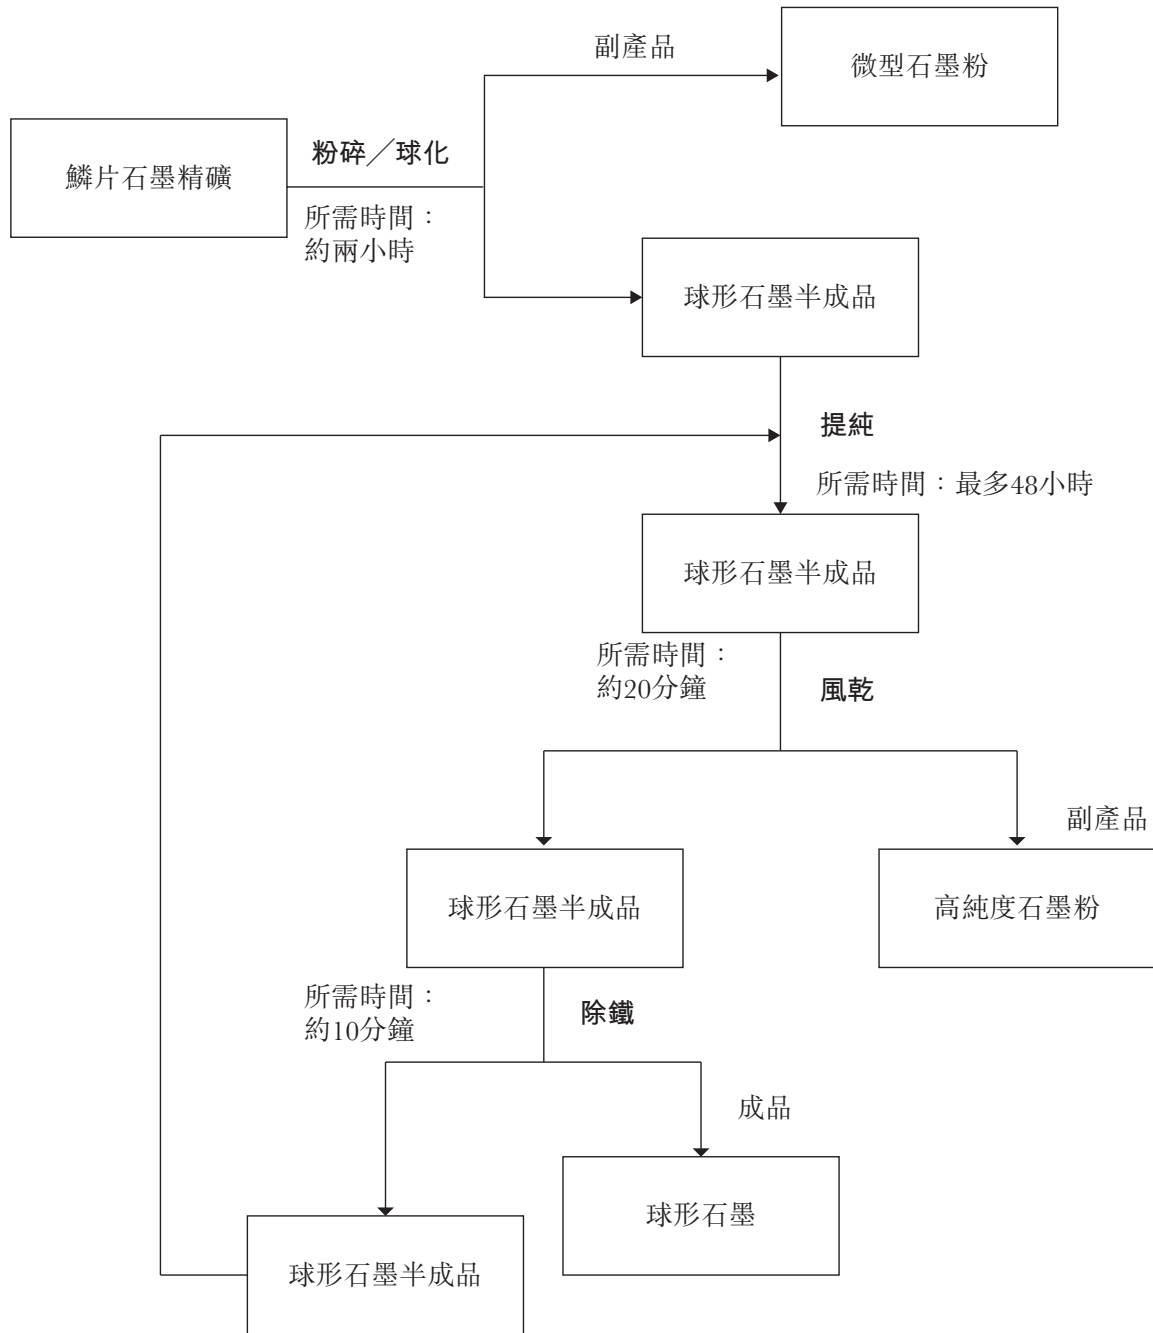 副產品
微型石墨粉
鱗片石墨精礦
粉碎／球化
所需時間：
約兩小時
球形石墨半成品
提純
所需時間：最多48小時
球形石墨半成品
所需時間：
約20分鐘
風乾
副產品
球形石墨半成品
高純度石墨粉
所需時間：
約10分鐘
除鐵
成品
球形石墨
球形石墨半成品